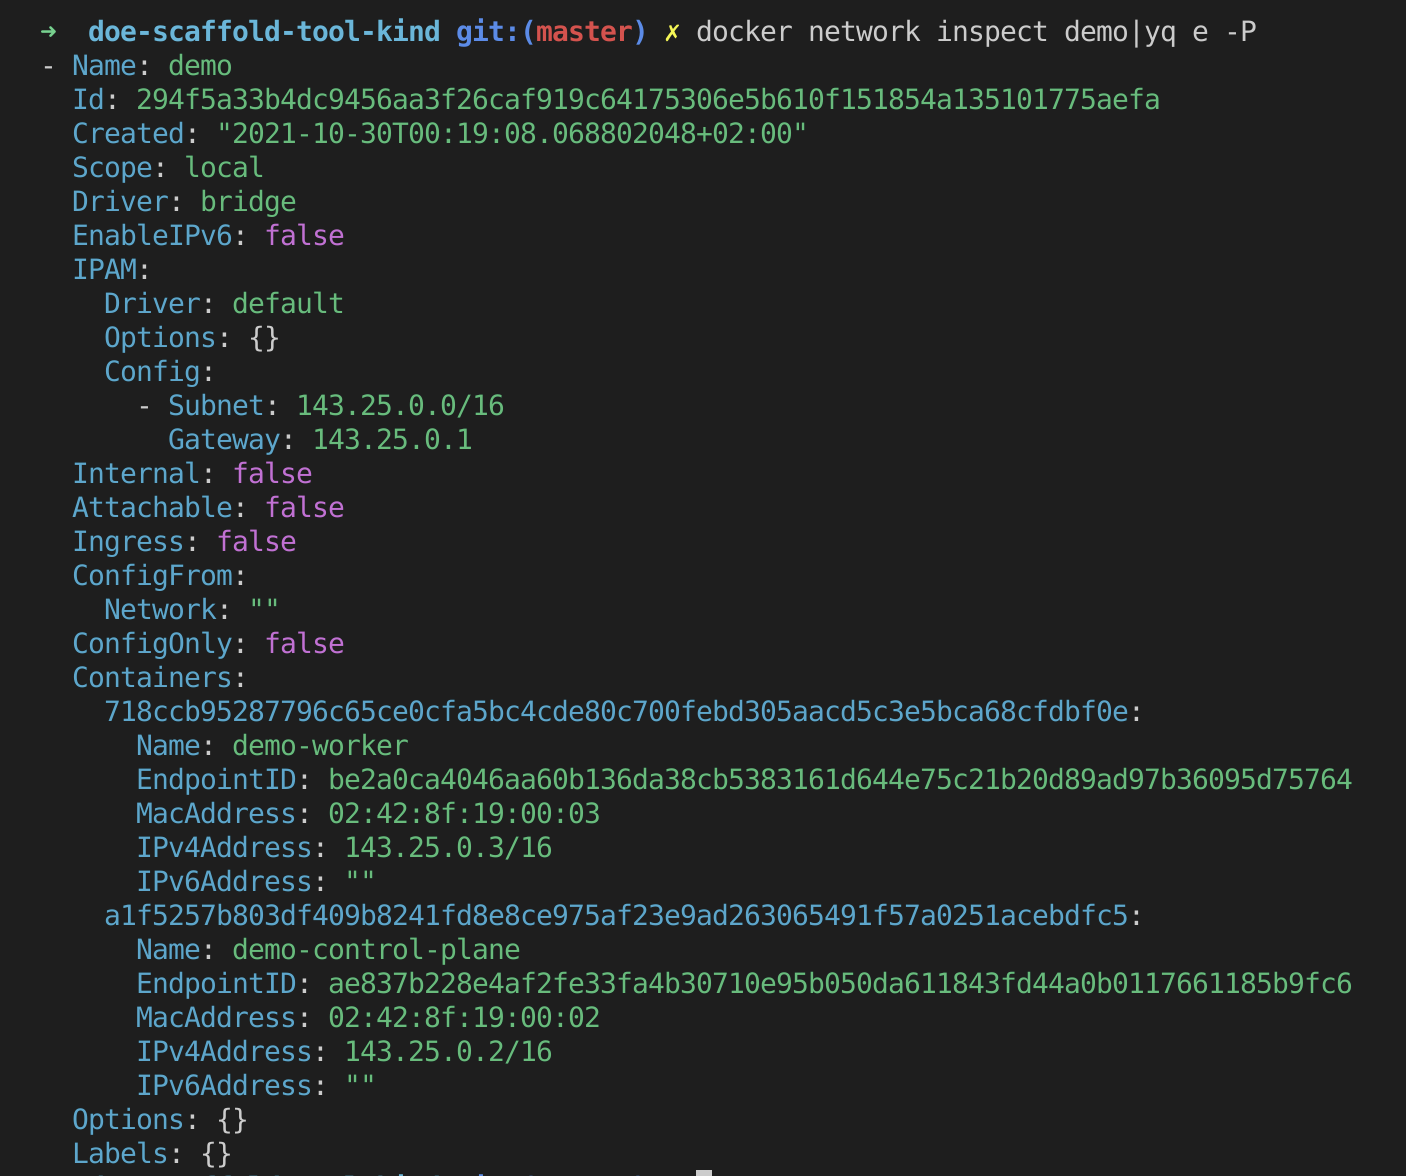 ➜  doe-scaffold-tool-kind git:(master) ✗ docker network inspect demo|yq e -P
- Name: demo
  Id: 294f5a33b4dc9456aa3f26caf919c64175306e5b610f151854a135101775aefa
  Created: "2021-10-30T00:19:08.068802048+02:00"
  Scope: local
  Driver: bridge
  EnableIPv6: false
  IPAM:
    Driver: default
    Options: {}
    Config:
      - Subnet: 143.25.0.0/16
        Gateway: 143.25.0.1
  Internal: false
  Attachable: false
  Ingress: false
  ConfigFrom:
    Network: ""
  ConfigOnly: false
  Containers:
    718ccb95287796c65ce0cfa5bc4cde80c700febd305aacd5c3e5bca68cfdbf0e:
      Name: demo-worker
      EndpointID: be2a0ca4046aa60b136da38cb5383161d644e75c21b20d89ad97b36095d75764
      MacAddress: 02:42:8f:19:00:03
      IPv4Address: 143.25.0.3/16
      IPv6Address: ""
    a1f5257b803df409b8241fd8e8ce975af23e9ad263065491f57a0251acebdfc5:
      Name: demo-control-plane
      EndpointID: ae837b228e4af2fe33fa4b30710e95b050da611843fd44a0b0117661185b9fc6
      MacAddress: 02:42:8f:19:00:02
      IPv4Address: 143.25.0.2/16
      IPv6Address: ""
  Options: {}
  Labels: {}